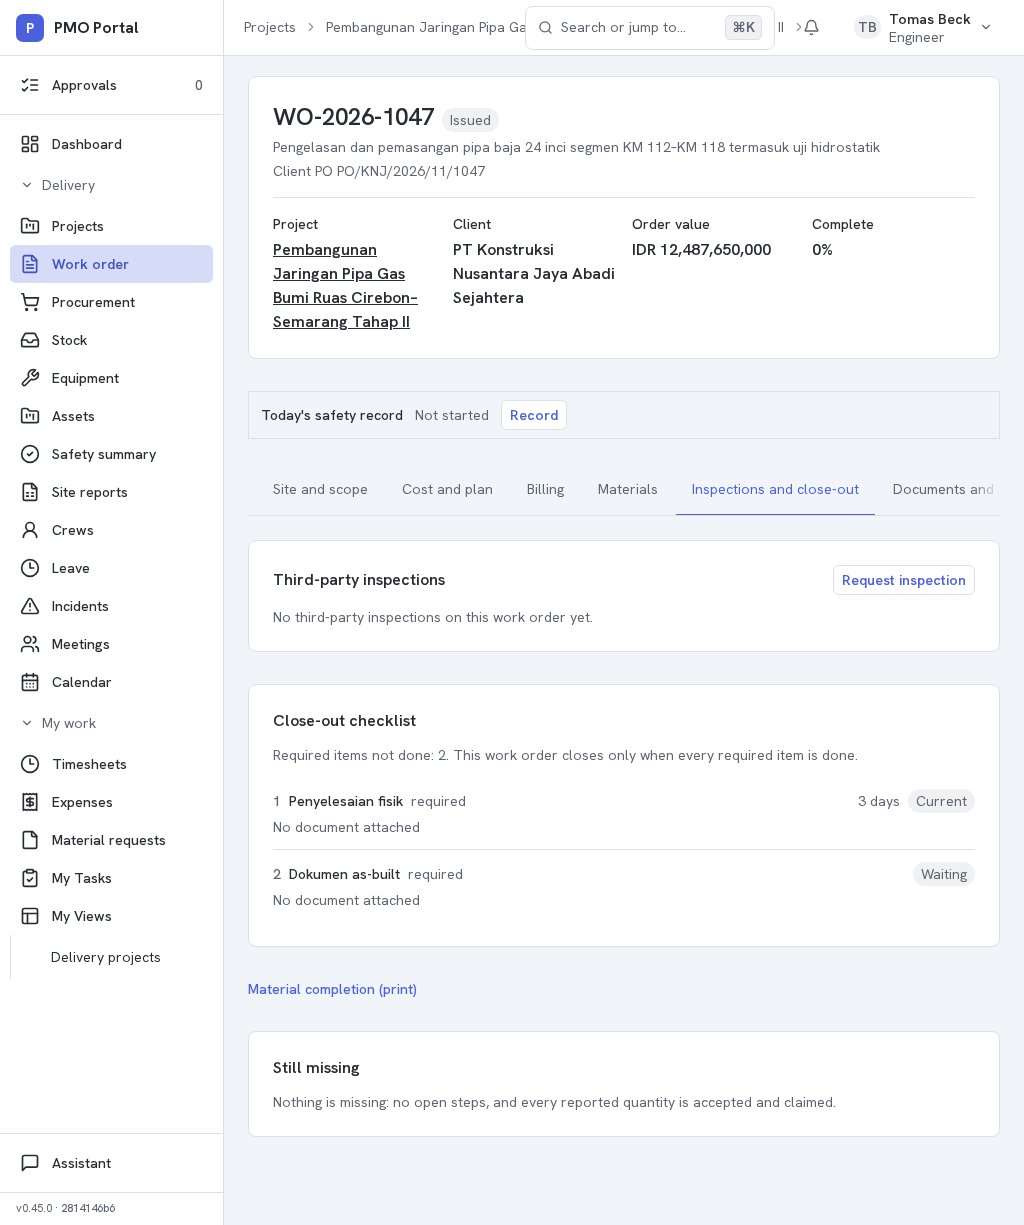 P PMO Portal
Projects > Pembangunan Jaringan Pipa Ga
Search or jump to... ⌘K
II >
TB Tomas Beck
Engineer
Approvals 0
Dashboard
Delivery
Projects
Work order
Procurement
Stock
Equipment
Assets
Safety summary
Site reports
Crews
Leave
Incidents
Meetings
Calendar
My work
Timesheets
Expenses
Material requests
My Tasks
My Views
Delivery projects
Assistant
v0.45.0 · 2814146b6
WO-2026-1047 Issued
Pengelasan dan pemasangan pipa baja 24 inci segmen KM 112–KM 118 termasuk uji hidrostatik
Client PO PO/KNJ/2026/11/1047
Project
Pembangunan
Jaringan Pipa Gas
Bumi Ruas Cirebon–
Semarang Tahap II
Client
PT Konstruksi
Nusantara Jaya Abadi
Sejahtera
Order value
IDR 12,487,650,000
Complete
0%
Today's safety record Not started Record
Site and scope Cost and plan Billing Materials Inspections and close-out Documents and
Third-party inspections Request inspection
No third-party inspections on this work order yet.
Close-out checklist
Required items not done: 2. This work order closes only when every required item is done.
1 Penyelesaian fisik required 3 days Current
No document attached
2 Dokumen as-built required Waiting
No document attached
Material completion (print)
Still missing
Nothing is missing: no open steps, and every reported quantity is accepted and claimed.